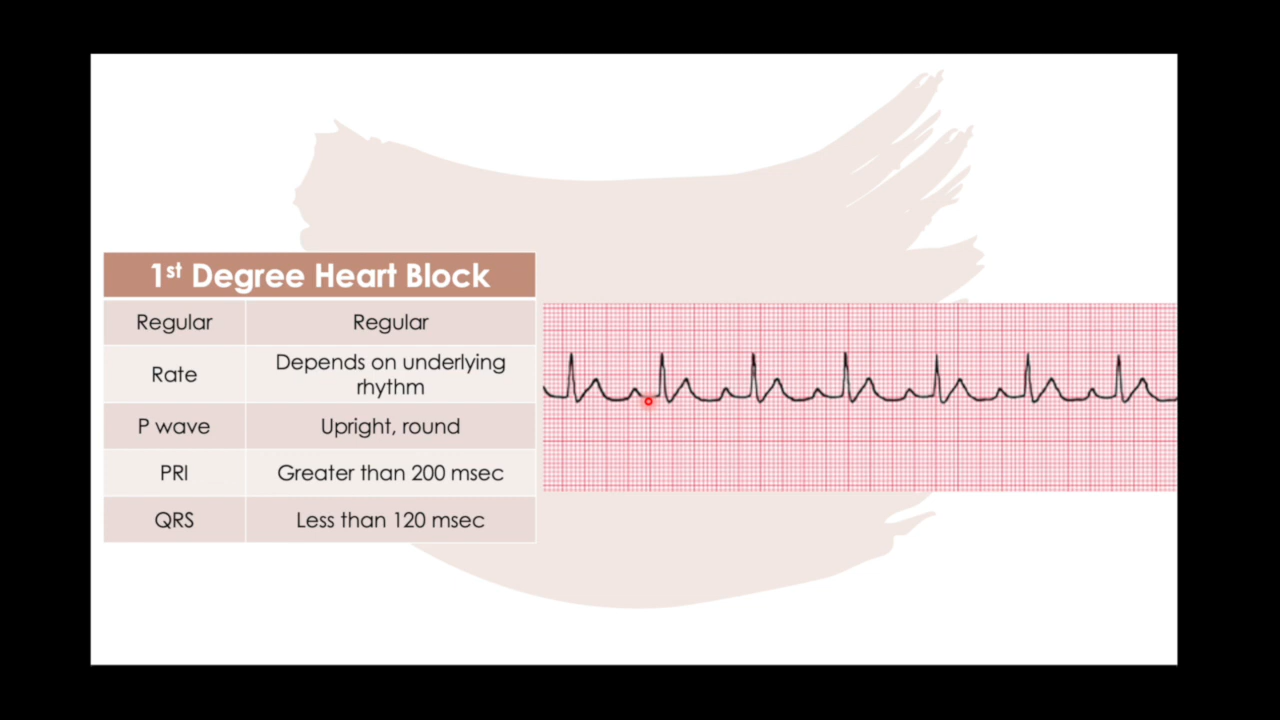 1st Degree Heart Block
Regular Regular
Rate Depends on underlying
rhythm
P wave Upright, round
PRI Greater than 200 msec
QRS Less than 120 msec